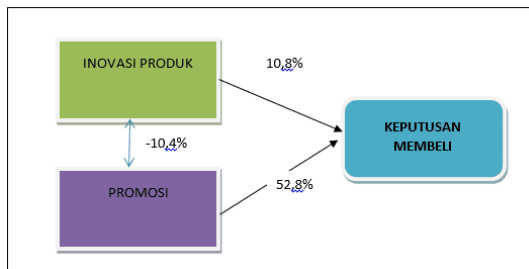 INOVASI PRODUK
10,8%
KEPUTUSAN
MEMBELI
-10,4%
PROMOSI
52,8%